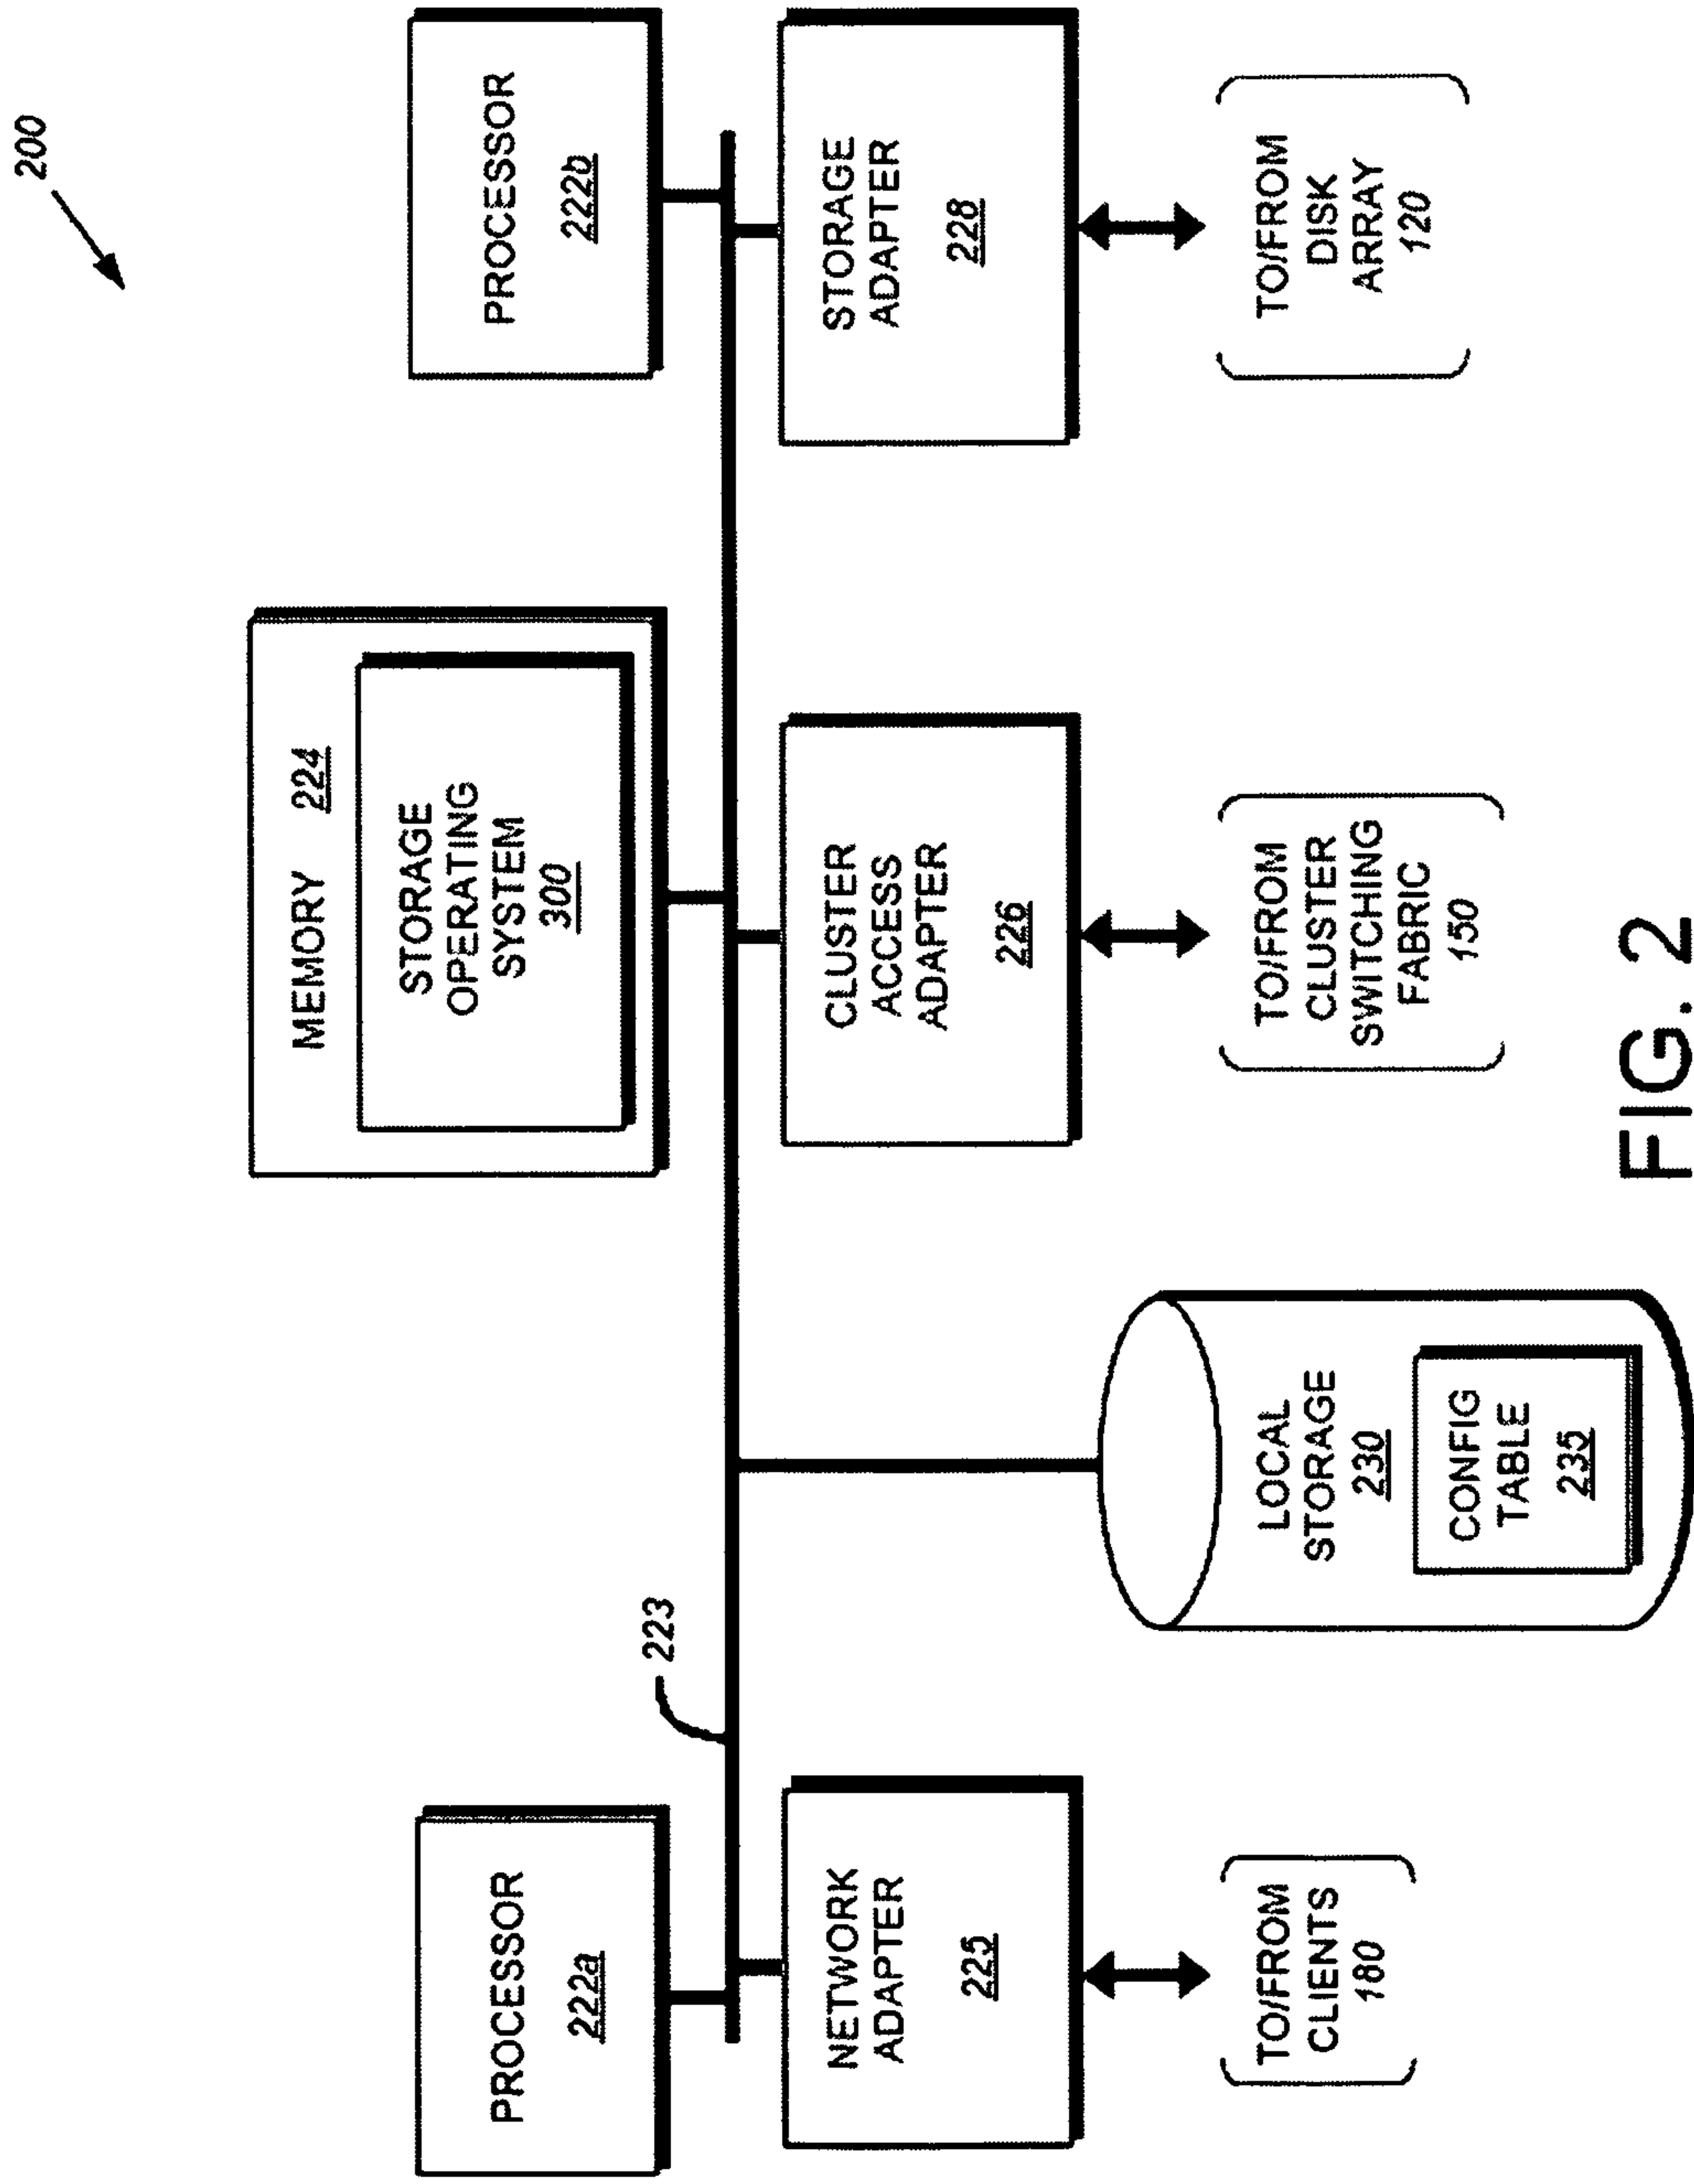 200
PROCESSOR
222a
MEMORY 224
STORAGE
OPERATING
SYSTEM
300
PROCESSOR
222b
223
NETWORK
ADAPTER
225
CLUSTER
ACCESS
ADAPTER
226
STORAGE
ADAPTER
228
LOCAL
STORAGE
230
CONFIG
TABLE
235
TO/FROM
CLIENTS
180
TO/FROM
CLUSTER
SWITCHING
FABRIC
150
TO/FROM
DISK
ARRAY
120
FIG. 2